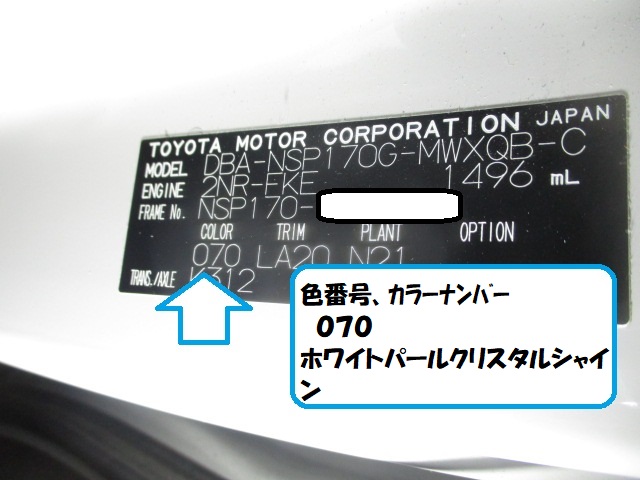 TOYOTA MOTOR CORPORATION JAPAN
MODEL DBA-NSP170G-MWXQB-C
ENGINE 2NR-FKE 1496 mL
FRAME No. NSP170-
COLOR TRIM PLANT OPTION
070 LA20 N21
TRANS./AXLE K312
色番号、カラーナンバー
070
ホワイトパールクリスタルシャイ
ン